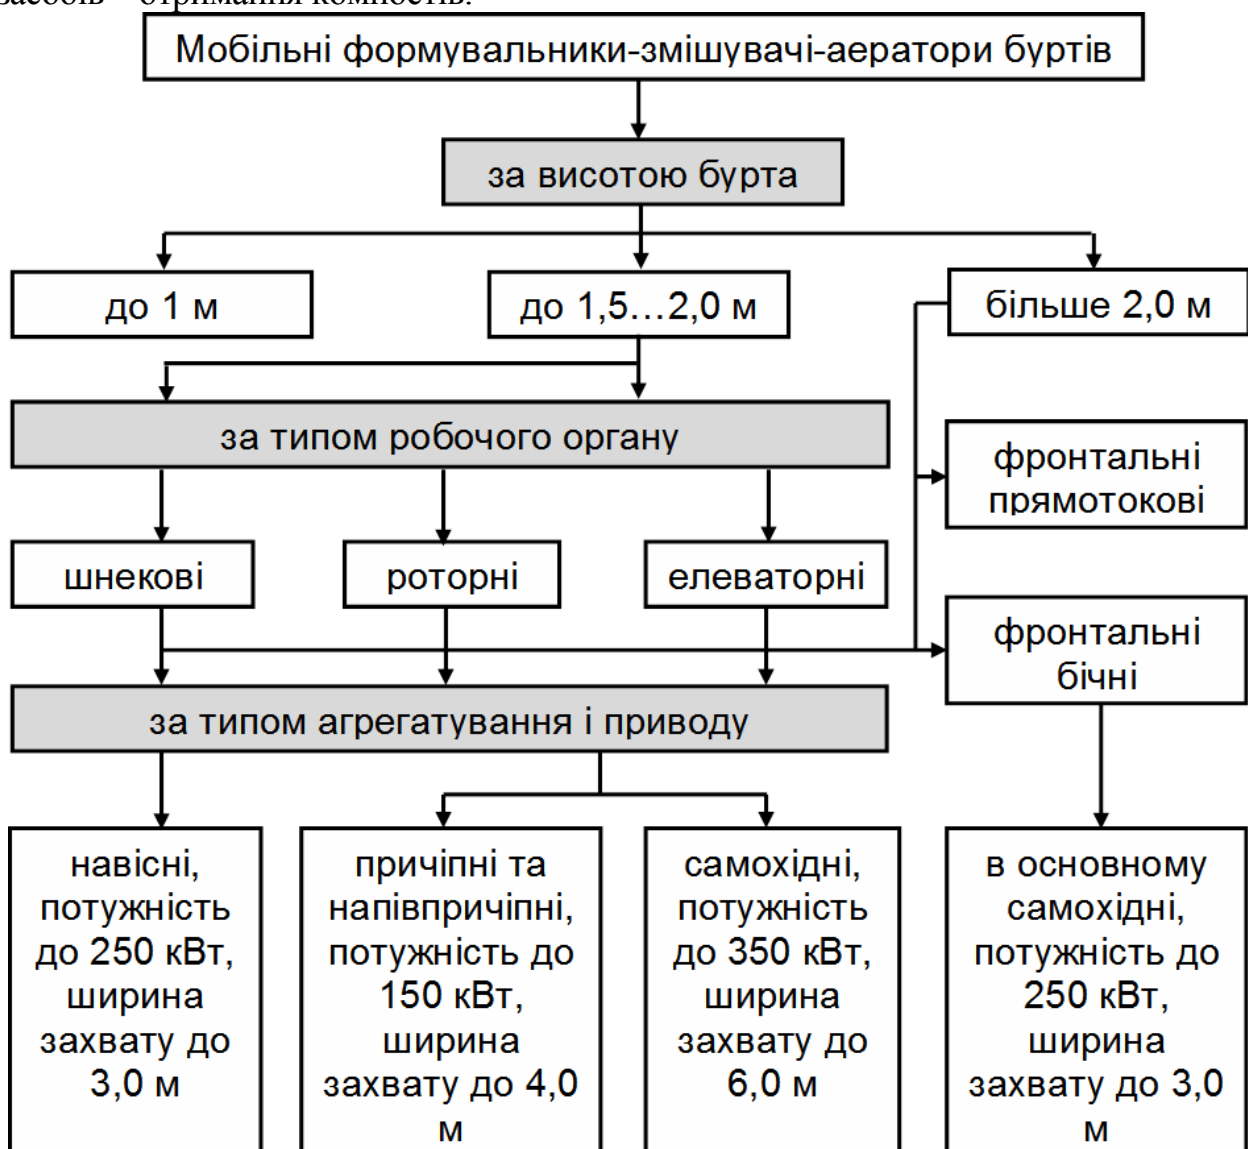 засобів – отримання компостів.
Мобільні формувальники-змішувачі-аератори буртів
за висотою бурта
до 1 м
до 1,5…2,0 м
більше 2,0 м
за типом робочого органу
фронтальні
прямотокові
шнекові
роторні
елеваторні
фронтальні
бічні
за типом агрегатування і приводу
навісні,
потужність
до 250 кВт,
ширина
захвату до
3,0 м
причіпні та
напівпричіпні,
потужність до
150 кВт,
ширина
захвату до 4,0
м
самохідні,
потужність
до 350 кВт,
ширина
захвату до
6,0 м
в основному
самохідні,
потужність до
250 кВт,
ширина
захвату до 3,0
м